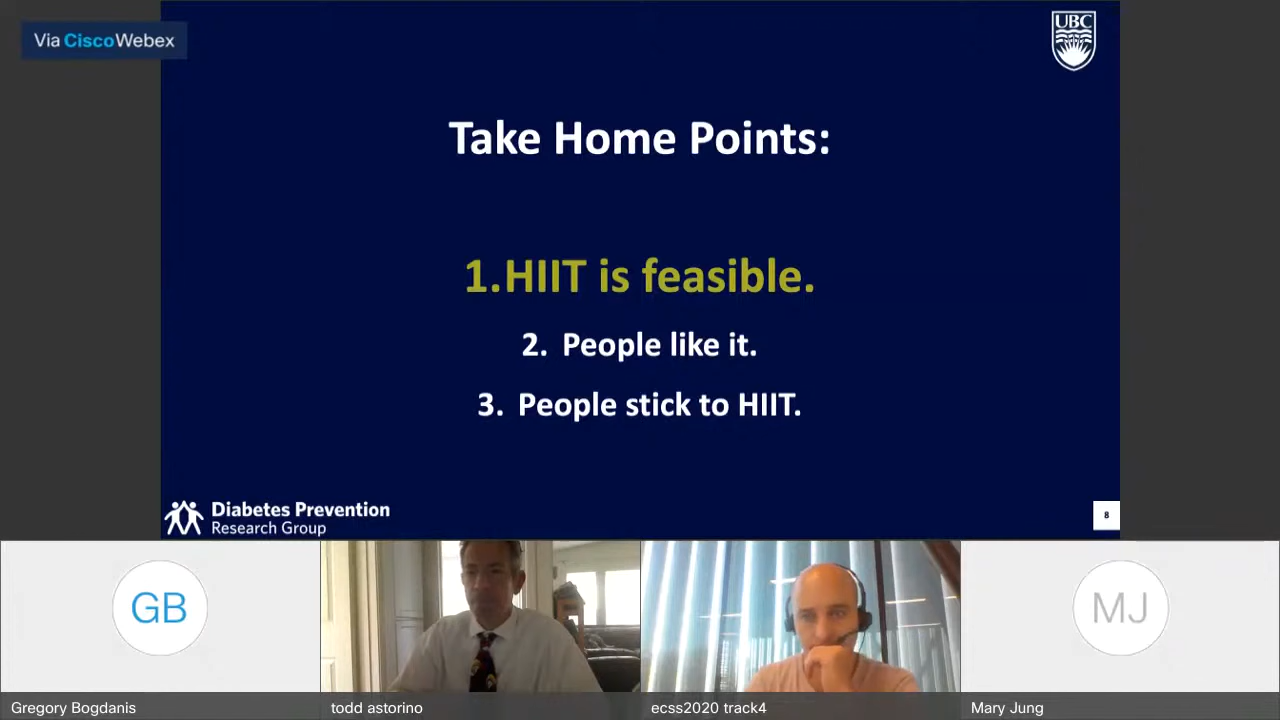 Via CiscoWebex
UBC
Take Home Points:
1.HIIT is feasible.
2. People like it.
3. People stick to HIIT.
Diabetes Prevention
Research Group
8
GB
MJ
Gregory Bogdanis
todd astorino
ecss2020 track4
Mary Jung